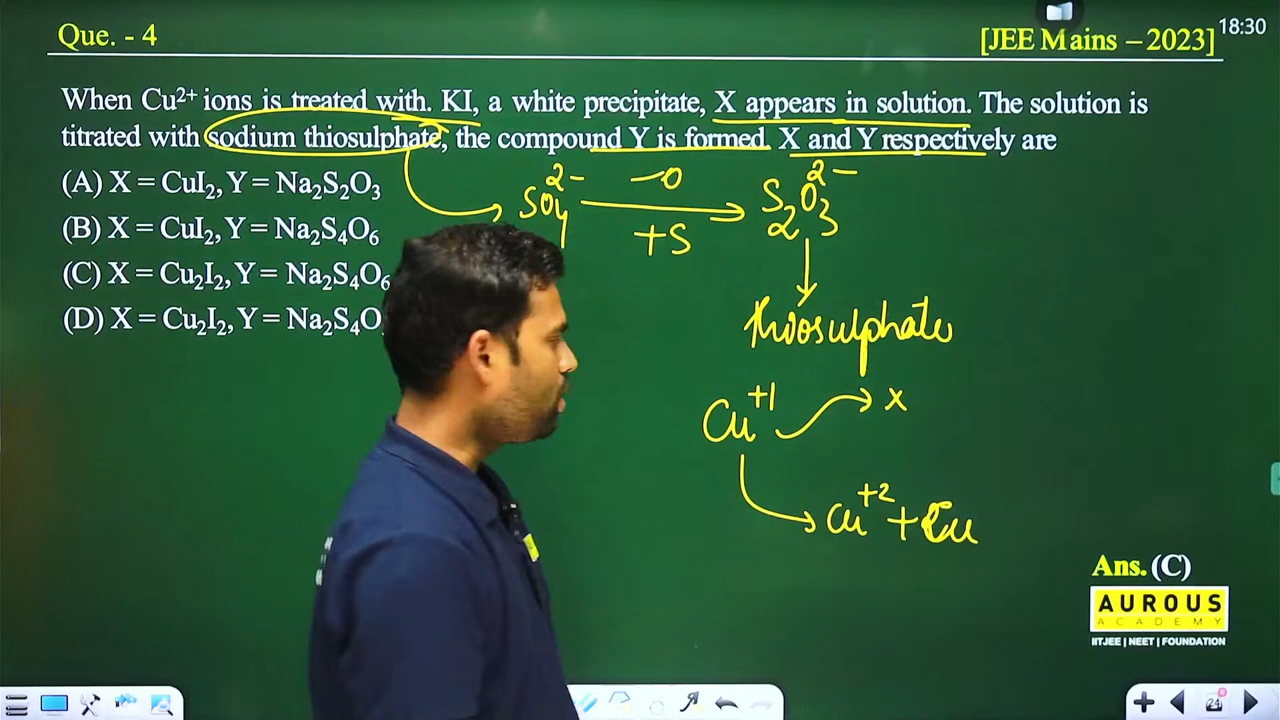 Que. - 4
[JEE Mains – 2023]
18:30
When Cu²⁺ ions is treated with. KI, a white precipitate, X appears in solution. The solution is
titrated with sodium thiosulphate, the compound Y is formed. X and Y respectively are
(A) X = CuI₂, Y = Na₂S₂O₃
(B) X = CuI₂, Y = Na₂S₄O₆
(C) X = Cu₂I₂, Y = Na₂S₄O₆
(D) X = Cu₂I₂, Y = Na₂S₄O
SO₄²⁻ –O +S S₂O₃²⁻
thiosulphate
Cu⁺¹ x
Cu⁺² + Cu
Ans. (C)
AUROUS
ACADEMY
IITJEE | NEET | FOUNDATION
24